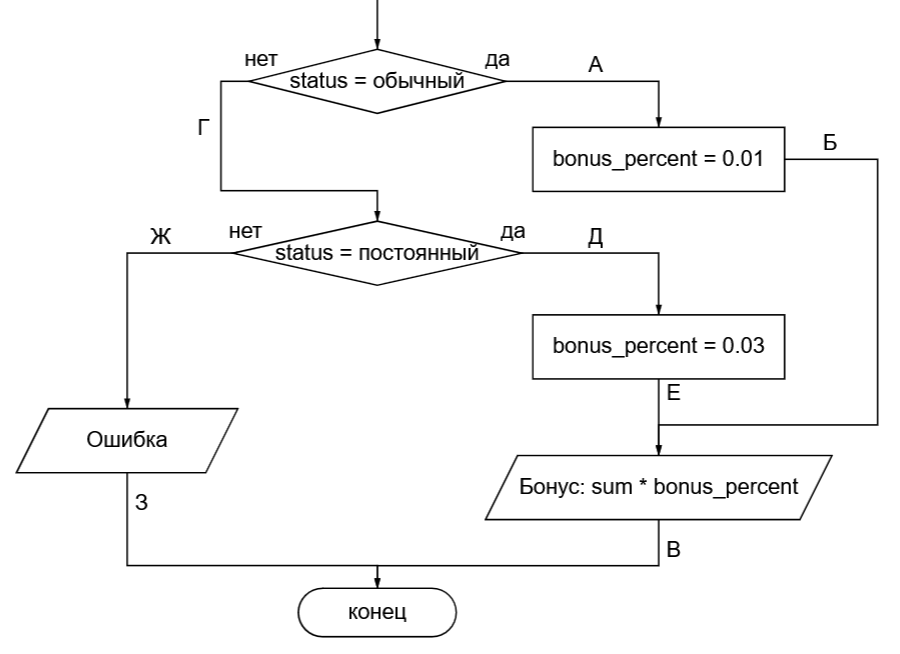 нет
да
А
status = обычный
Г
bonus_percent = 0.01
Б
Ж
нет
да
Д
status = постоянный
bonus_percent = 0.03
Е
Ошибка
Бонус: sum * bonus_percent
З
В
конец